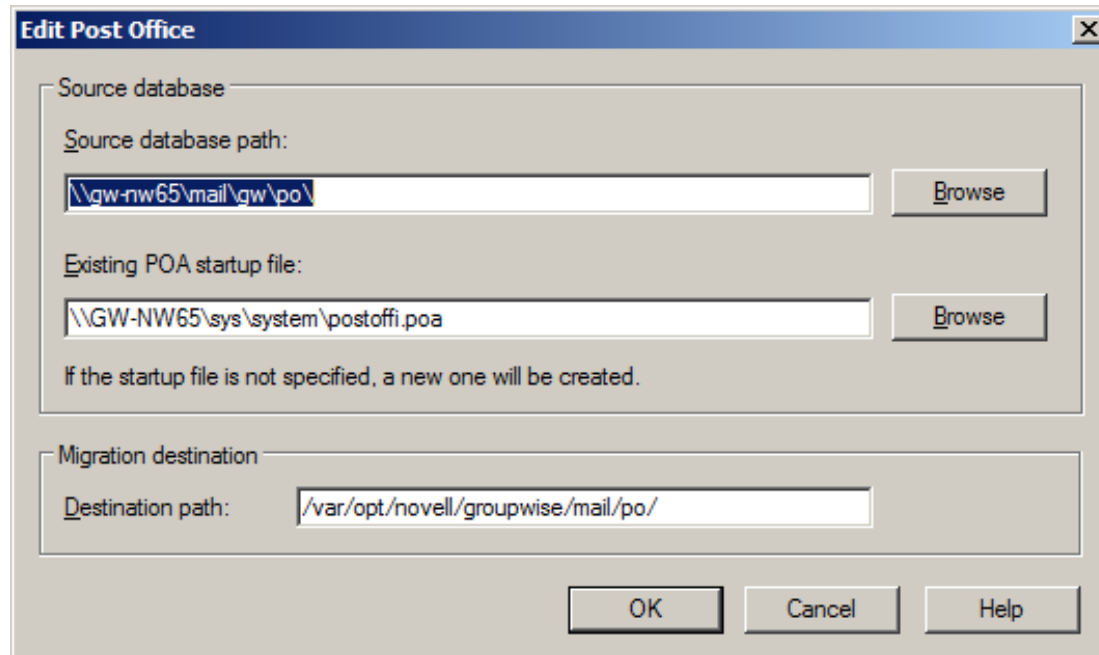 Edit Post Office
Source database
Source database path:
\\gw-nw65\mail\gw\po\
Browse
Existing POA startup file:
\\GW-NW65\sys\system\postoffi.poa
Browse
If the startup file is not specified, a new one will be created.
Migration destination
Destination path: /var/opt/novell/groupwise/mail/po/
OK Cancel Help